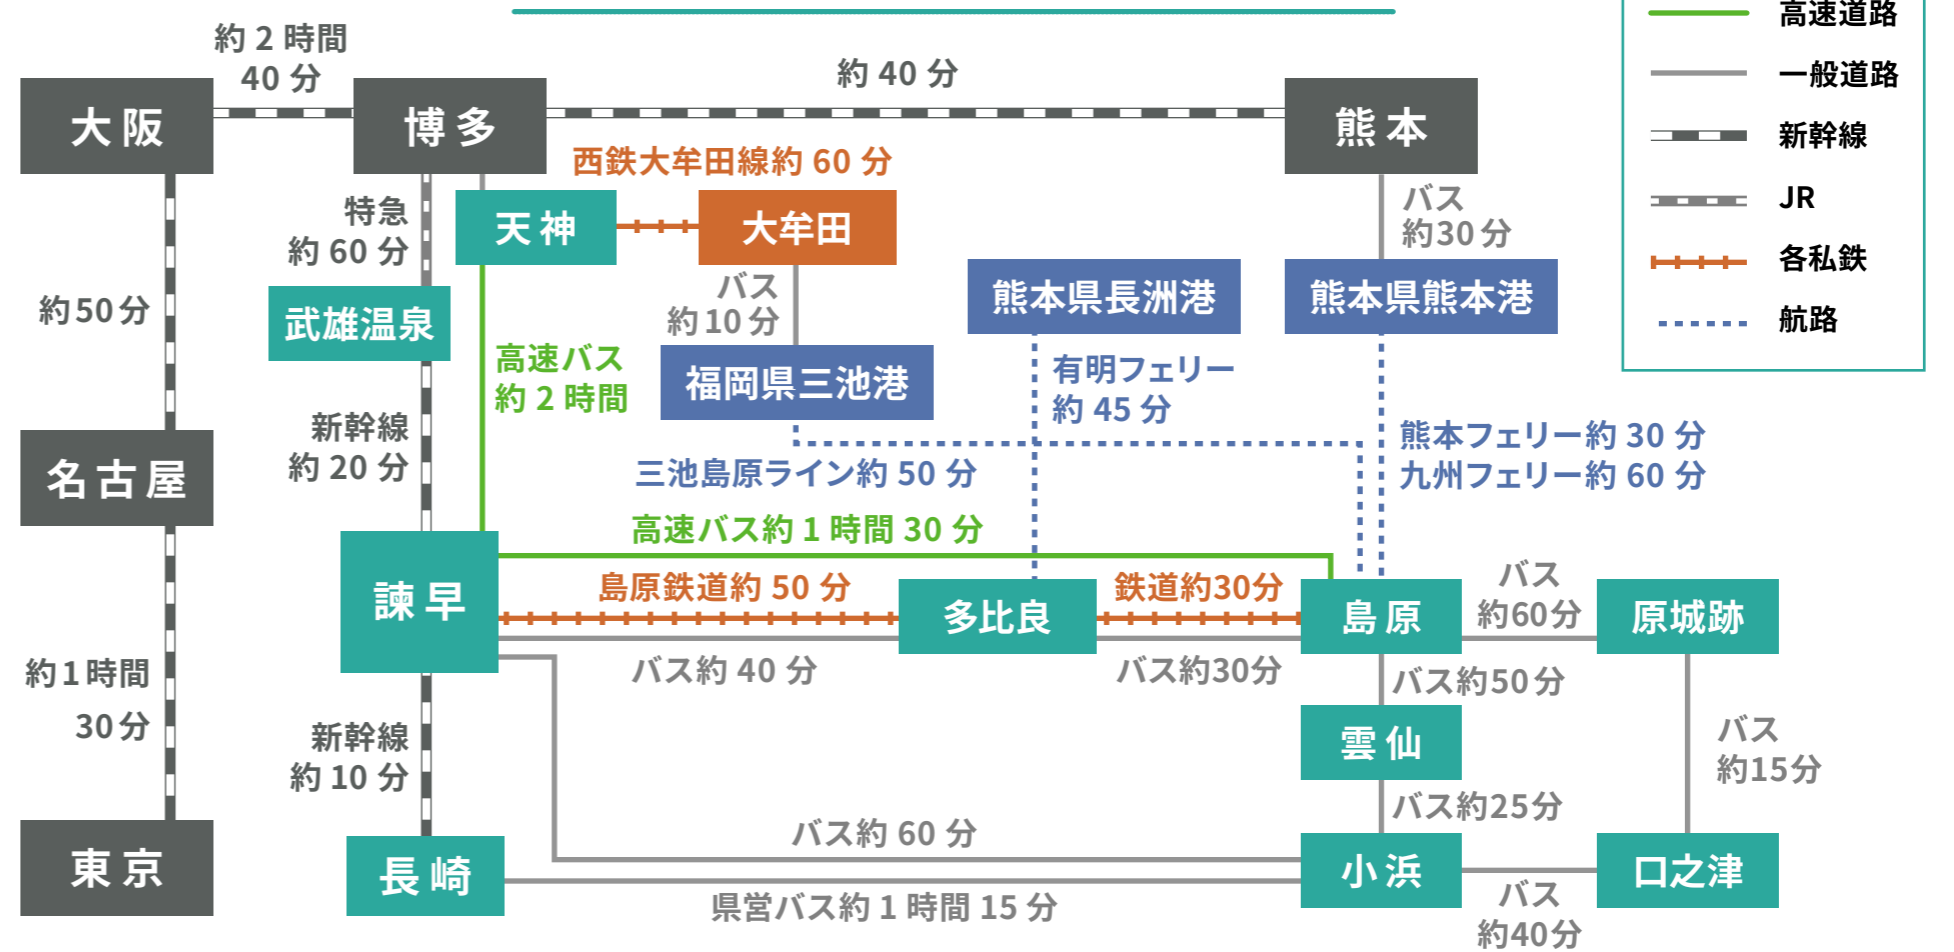 約 2 時間
40 分
約 40 分
高速道路
一般道路
新幹線
JR
各私鉄
航路
大阪
博多
熊本
西鉄大牟田線約 60 分
特急
約 60 分
天神
大牟田
バス
約30 分
約50 分
武雄温泉
バス
約 10 分
熊本県長洲港
熊本県熊本港
高速バス
約 2 時間
福岡県三池港
有明フェリー
約 45 分
新幹線
約 20 分
名古屋
三池島原ライン約 50 分
熊本フェリー約 30 分
九州フェリー約 60 分
高速バス約 1 時間 30 分
諫早
島原鉄道約 50 分
多比良
鉄道約30分
島原
バス
約60分
原城跡
バス約 40 分
バス約30分
バス約50分
約1時間
30分
新幹線
約 10 分
雲仙
バス
約15分
バス約25分
東京
長崎
バス約 60 分
小浜
口之津
県営バス約 1 時間 15 分
バス
約40分